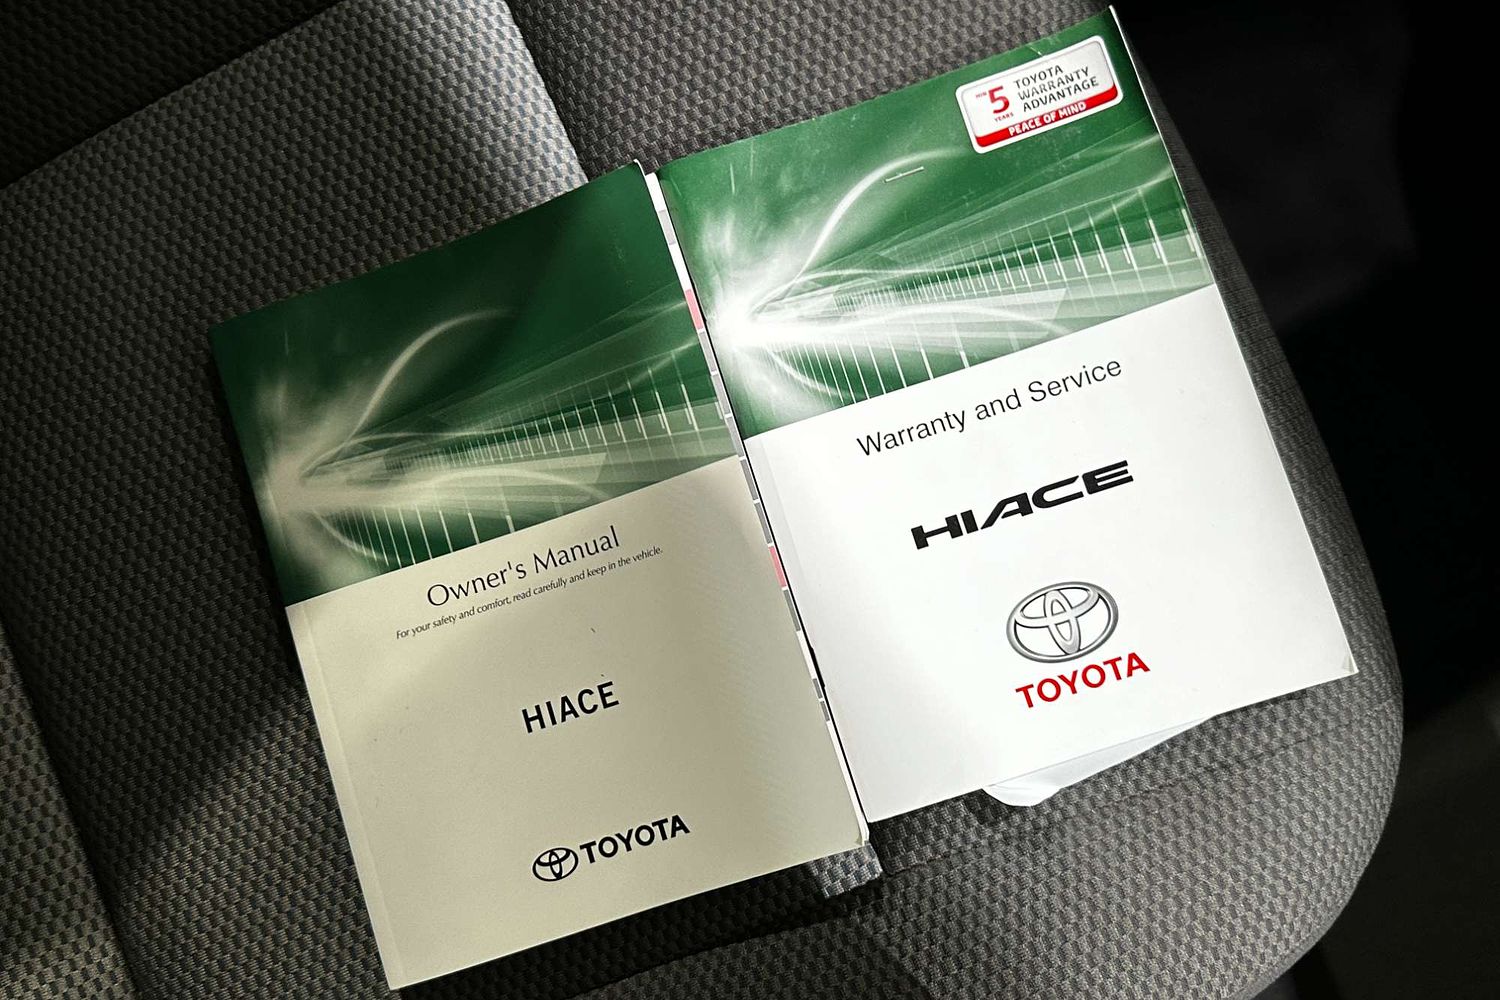 Owner's Manual
For your safety and comfort, read carefully and keep in the vehicle.
HIACE
TOYOTA
5
YEARS
TOYOTA
WARRANTY
ADVANTAGE
PEACE OF MIND
Warranty and Service
HIACE
TOYOTA